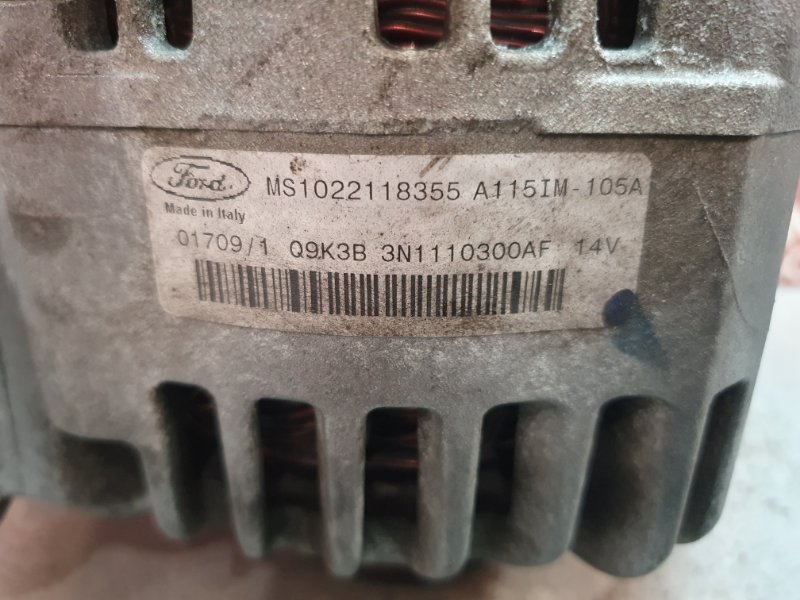 Ford
MS1022118355 A115IM-105A
Made in Italy
01709/1 Q9K3B 3N1110300AF 14V